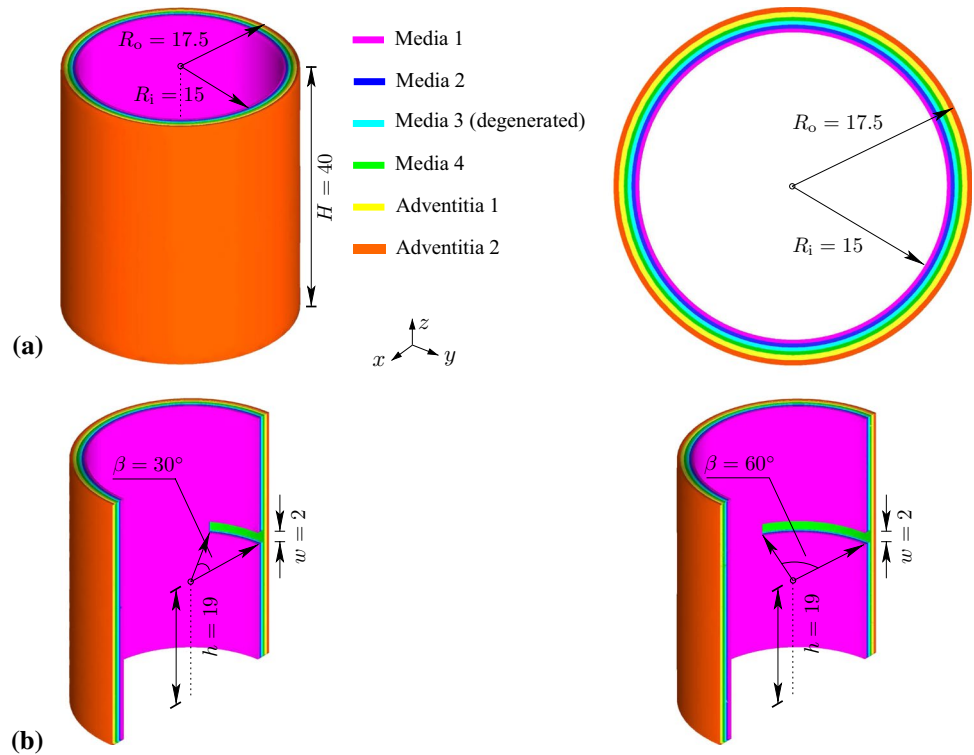 R_o = 17.5
R_i = 15
H = 40
Media 1
Media 2
Media 3 (degenerated)
Media 4
Adventitia 1
Adventitia 2
R_o = 17.5
R_i = 15
z
x
y
(a)
β = 30°
w = 2
h = 19
β = 60°
w = 2
h = 19
(b)